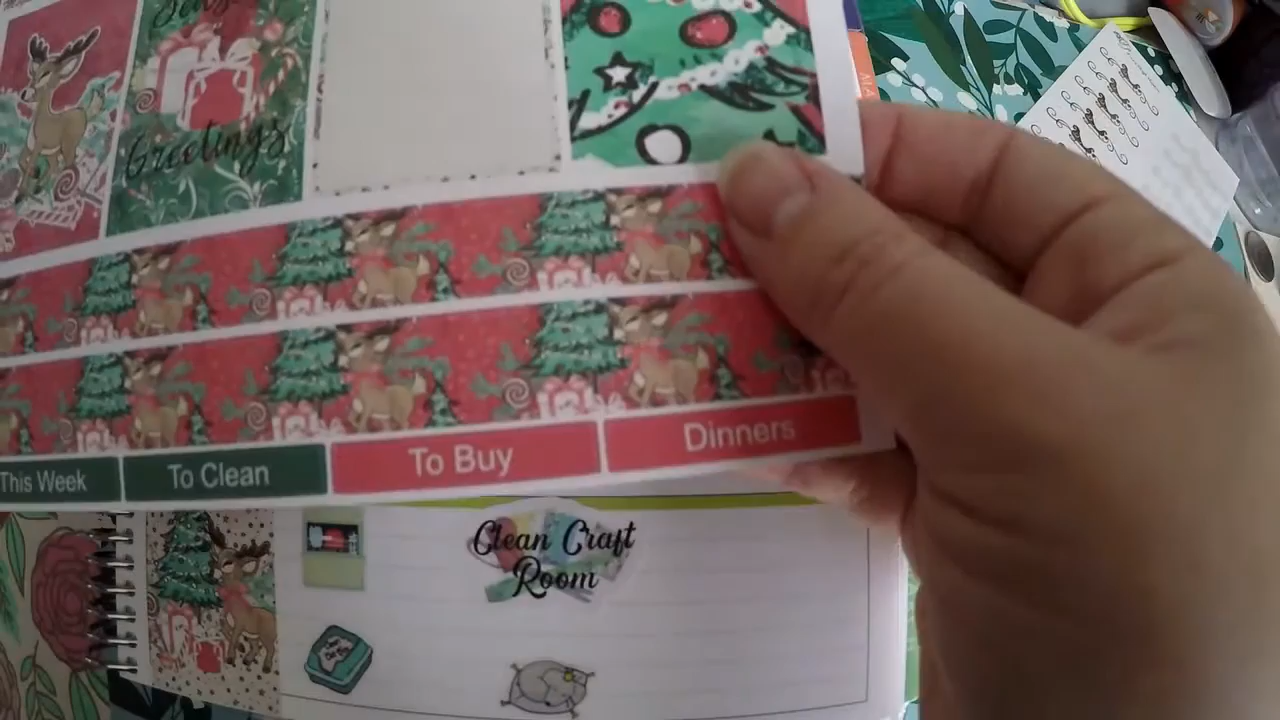 Greetings
This Week
To Clean
To Buy
Dinners
Clean Craft
Room